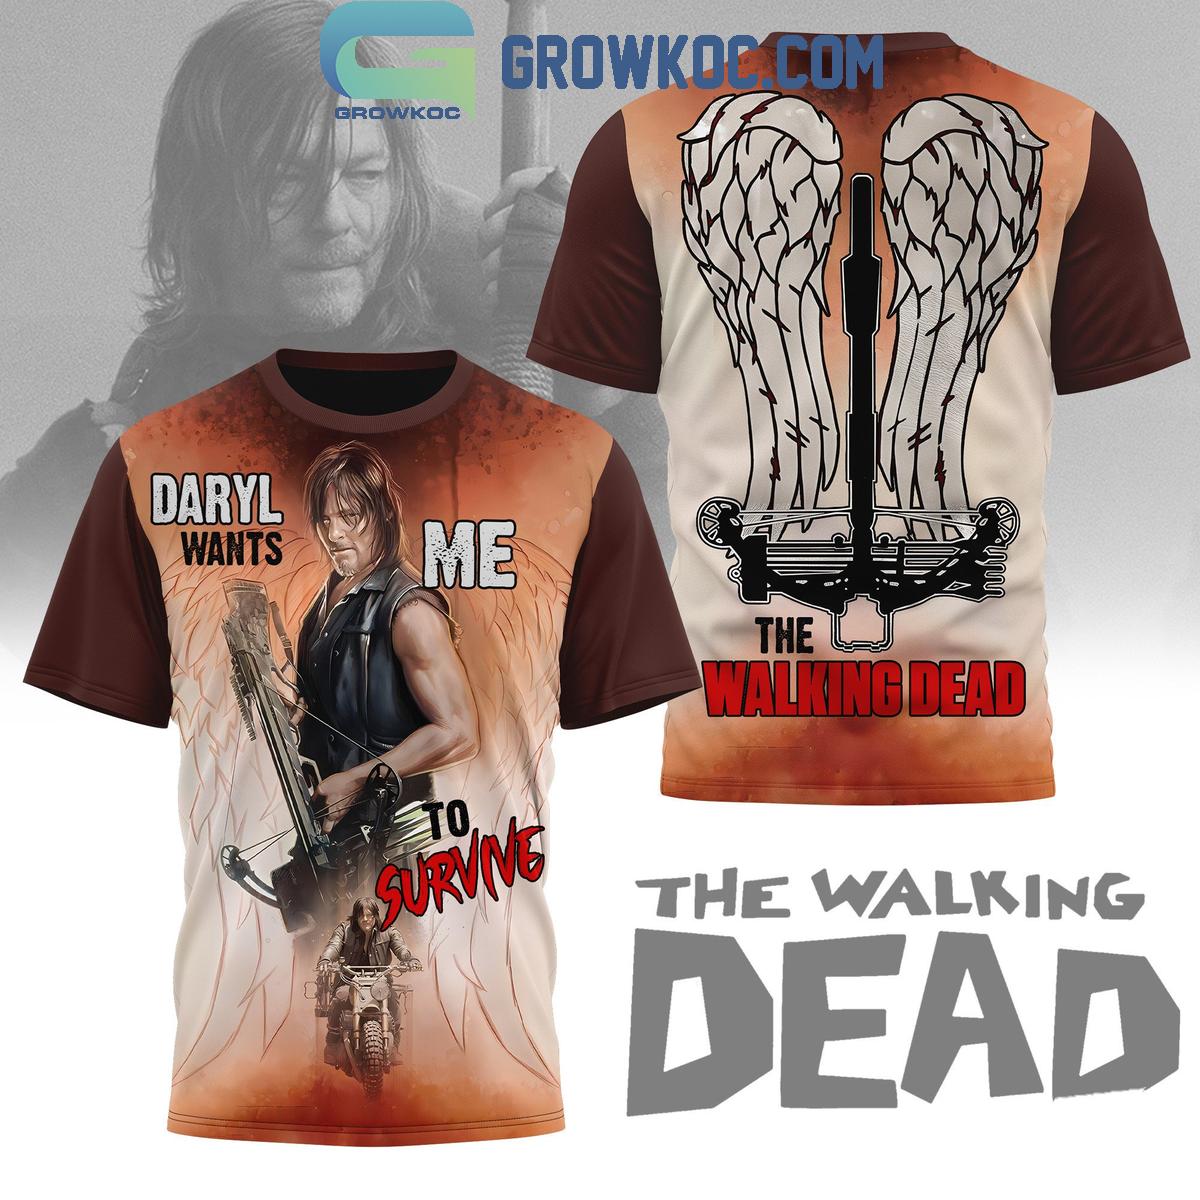 GROWKOC.COM
GROWKOC
DARYL
WANTS
ME
TO
SURVIVE
THE
WALKING DEAD
THE WALKING
DEAD